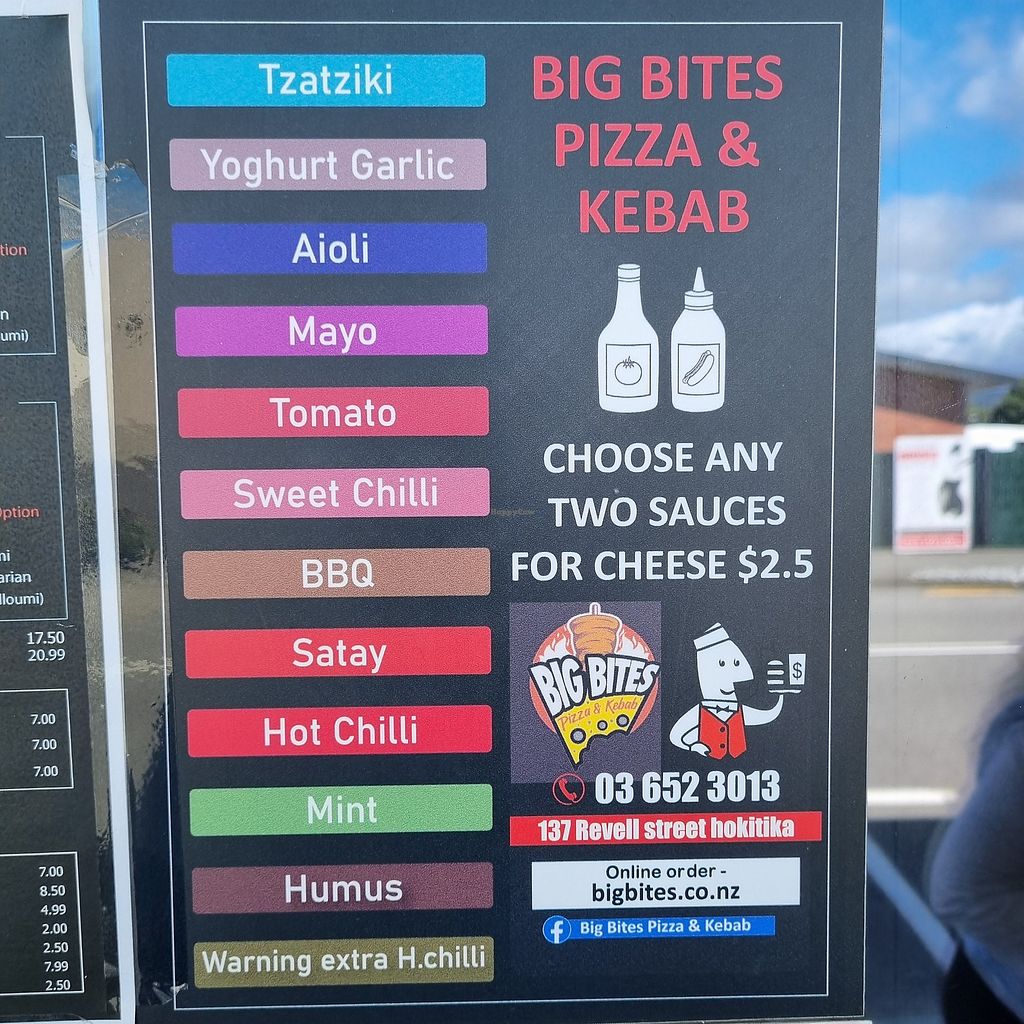 Tzatziki
Yoghurt Garlic
Aioli
Mayo
Tomato
Sweet Chilli
BBQ
Satay
Hot Chilli
Mint
Humus
Warning extra H.chilli
BIG BITES
PIZZA &
KEBAB
CHOOSE ANY
TWO SAUCES
FOR CHEESE $2.5
BIG BITES
Pizza & Kebab
$
03 652 3013
137 Revell street hokitika
Online order -
bigbites.co.nz
Big Bites Pizza & Kebab
17.50
20.99
7.00
7.00
7.00
7.00
8.50
4.99
2.00
2.50
7.99
2.50
HappyCow